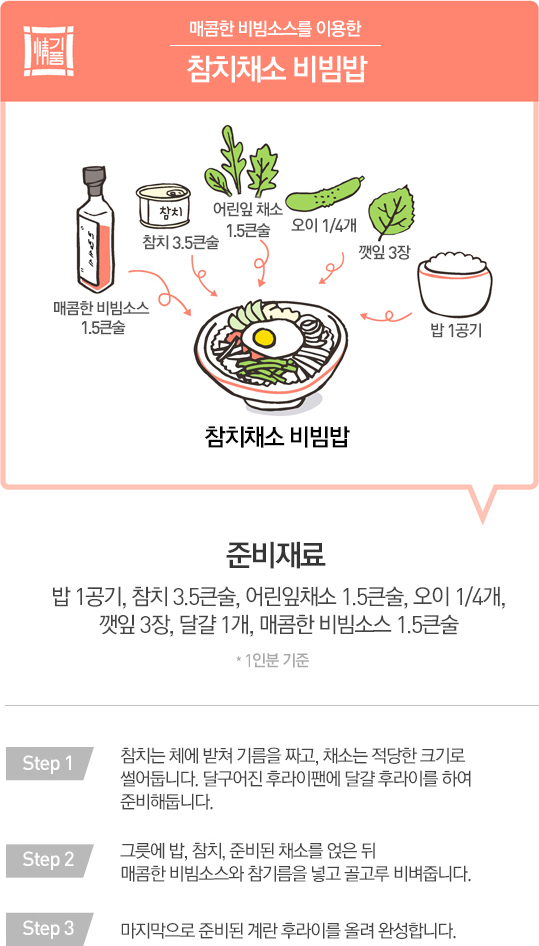 情기품
매콤한 비빔소스를 이용한
참치채소 비빔밥
비빔소스
참치
어린잎 채소
1.5큰술
오이 1/4개
참치 3.5큰술
깻잎 3장
매콤한 비빔소스
1.5큰술
밥 1공기
참치채소 비빔밥
준비재료
밥 1공기, 참치 3.5큰술, 어린잎채소 1.5큰술, 오이 1/4개,
깻잎 3장, 달걀 1개, 매콤한 비빔소스 1.5큰술
* 1인분 기준
Step 1
참치는 체에 받쳐 기름을 짜고, 채소는 적당한 크기로
썰어둡니다. 달구어진 후라이팬에 달걀 후라이를 하여
준비해둡니다.
Step 2
그릇에 밥, 참치, 준비된 채소를 얹은 뒤
매콤한 비빔소스와 참기름을 넣고 골고루 비벼줍니다.
Step 3
마지막으로 준비된 계란 후라이를 올려 완성합니다.